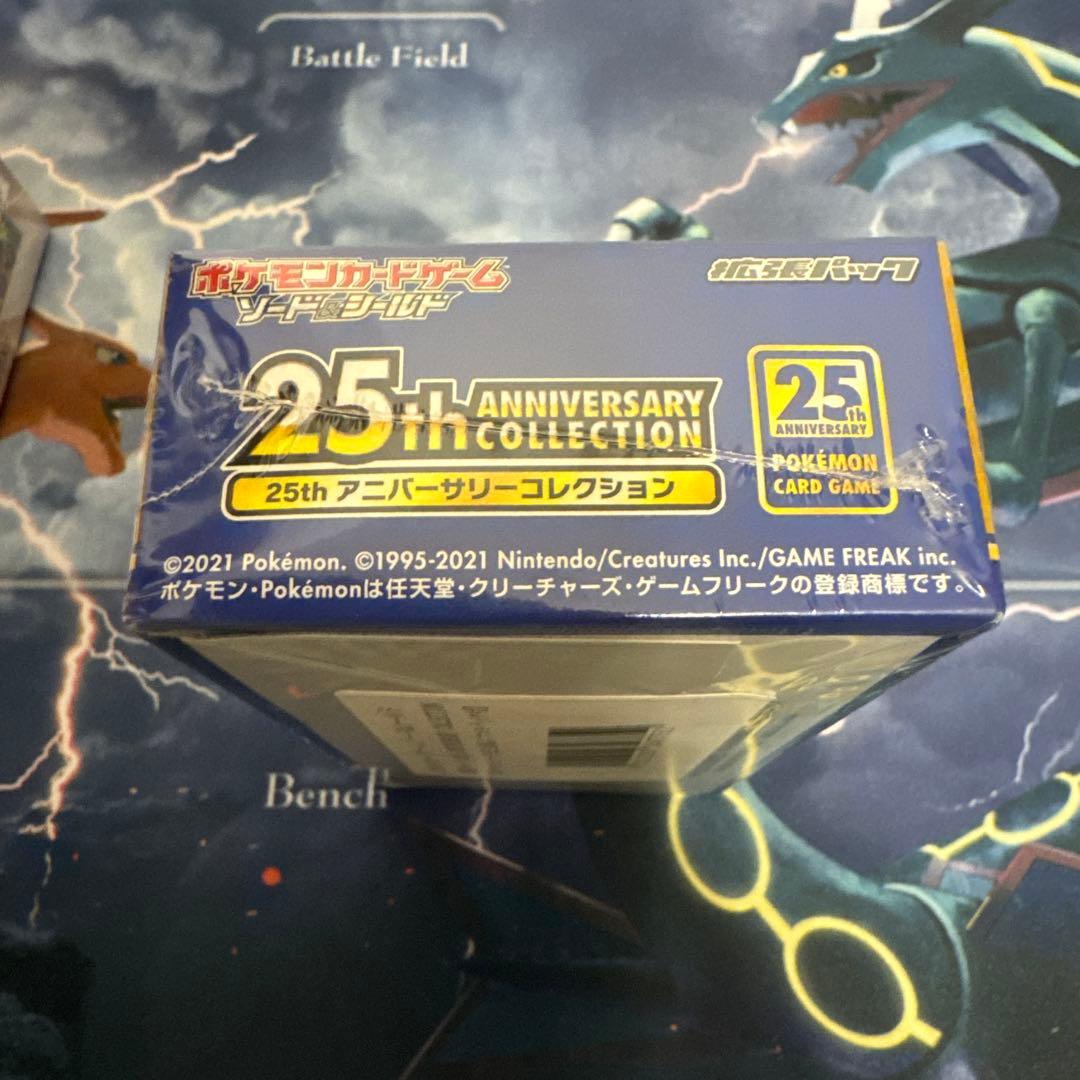 Battle Field
ポケモンカードゲーム
ソード&シールド
拡張パック
25th ANNIVERSARY
COLLECTION
25th アニバーサリーコレクション
25th
ANNIVERSARY
POKÉMON
CARD GAME
©2021 Pokémon. ©1995-2021 Nintendo/Creatures Inc./GAME FREAK inc.
ポケモン・Pokémonは任天堂・クリーチャーズ・ゲームフリークの登録商標です。
Bench